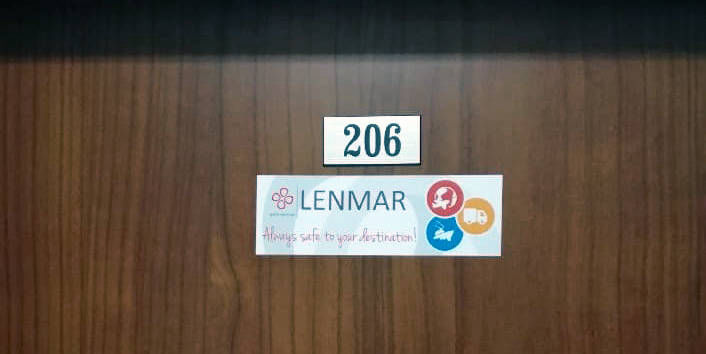 206
LENMAR
Always safe to your destination!